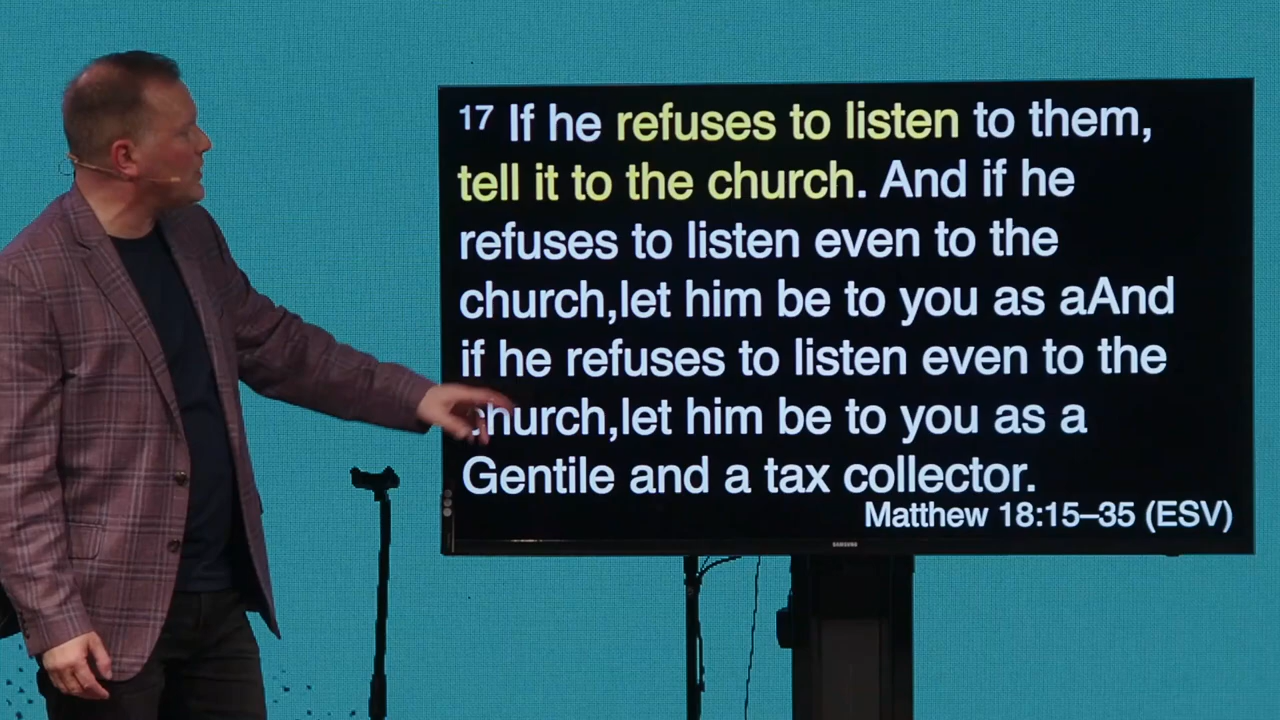 17 If he refuses to listen to them,
tell it to the church. And if he
refuses to listen even to the
church,let him be to you as aAnd
if he refuses to listen even to the
church,let him be to you as a
Gentile and a tax collector.
Matthew 18:15–35 (ESV)
SAMSUNG